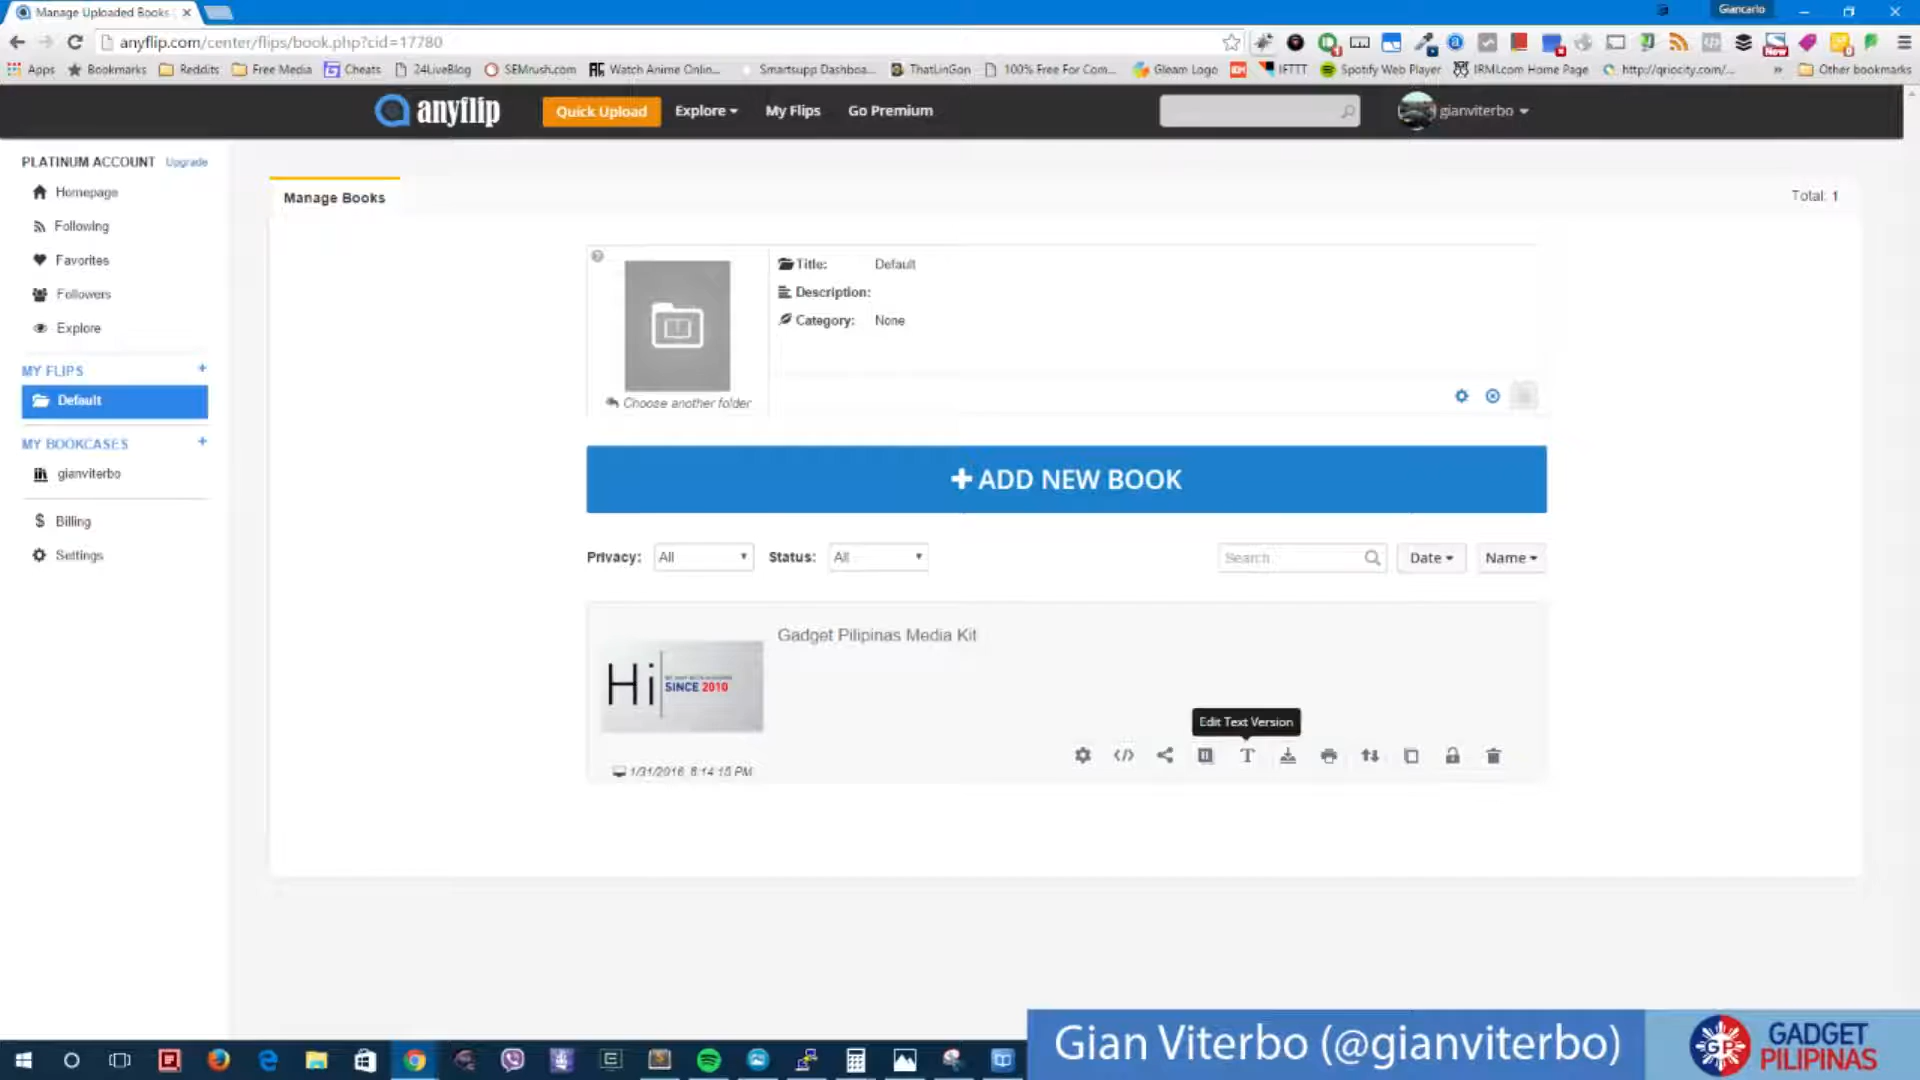 Manage Uploaded Books
Giancarlo
anyflip.com/center/flips/book.php?cid=17780
Apps
Bookmarks
Reddits
Free Media
Cheats
24LiveBlog
SEMrush.com
Watch Anime Onlin...
Smartsupp Dashboa...
ThatLinGon
100% Free For Com...
Gleam Logo
IFTTT
Spotify Web Player
IRMI.com Home Page
http://qriocity.com/...
Other bookmarks
anyflip
Quick Upload
Explore
My Flips
Go Premium
gianviterbo
PLATINUM ACCOUNT Upgrade
Homepage
Following
Favorites
Followers
Explore
MY FLIPS +
Default
MY BOOKCASES +
gianviterbo
$ Billing
Settings
Manage Books
Total: 1
Title: Default
Description:
Category: None
Choose another folder
+ ADD NEW BOOK
Privacy: All
Status: All
Search
Date
Name
Gadget Pilipinas Media Kit
Hi
SINCE 2010
Edit Text Version
1/31/2016 6:14:15 PM
Gian Viterbo (@gianviterbo)
GP
GADGET
PILIPINAS